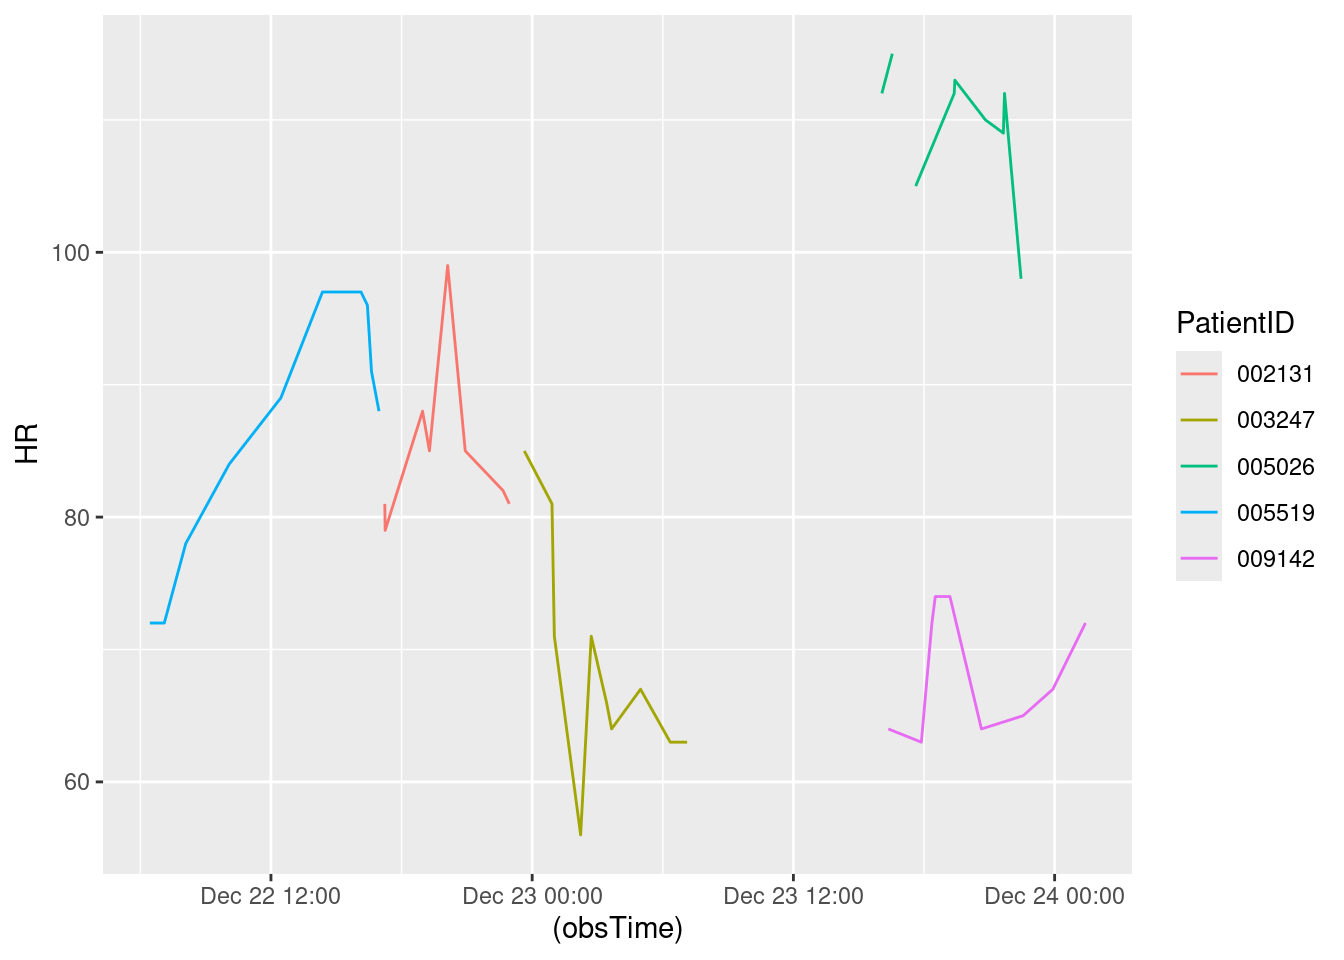 HR
100
80
60
Dec 22 12:00
Dec 23 00:00
Dec 23 12:00
Dec 24 00:00
(obsTime)
PatientID
002131
003247
005026
005519
009142